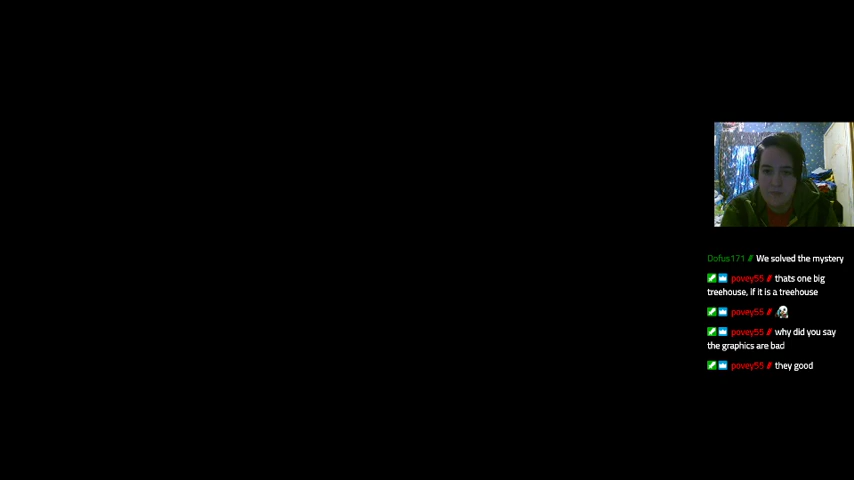 Dofus171 // We solved the mystery
povey55 // thats one big
treehouse, if it is a treehouse
povey55 //
povey55 // why did you say
the graphics are bad
povey55 // they good